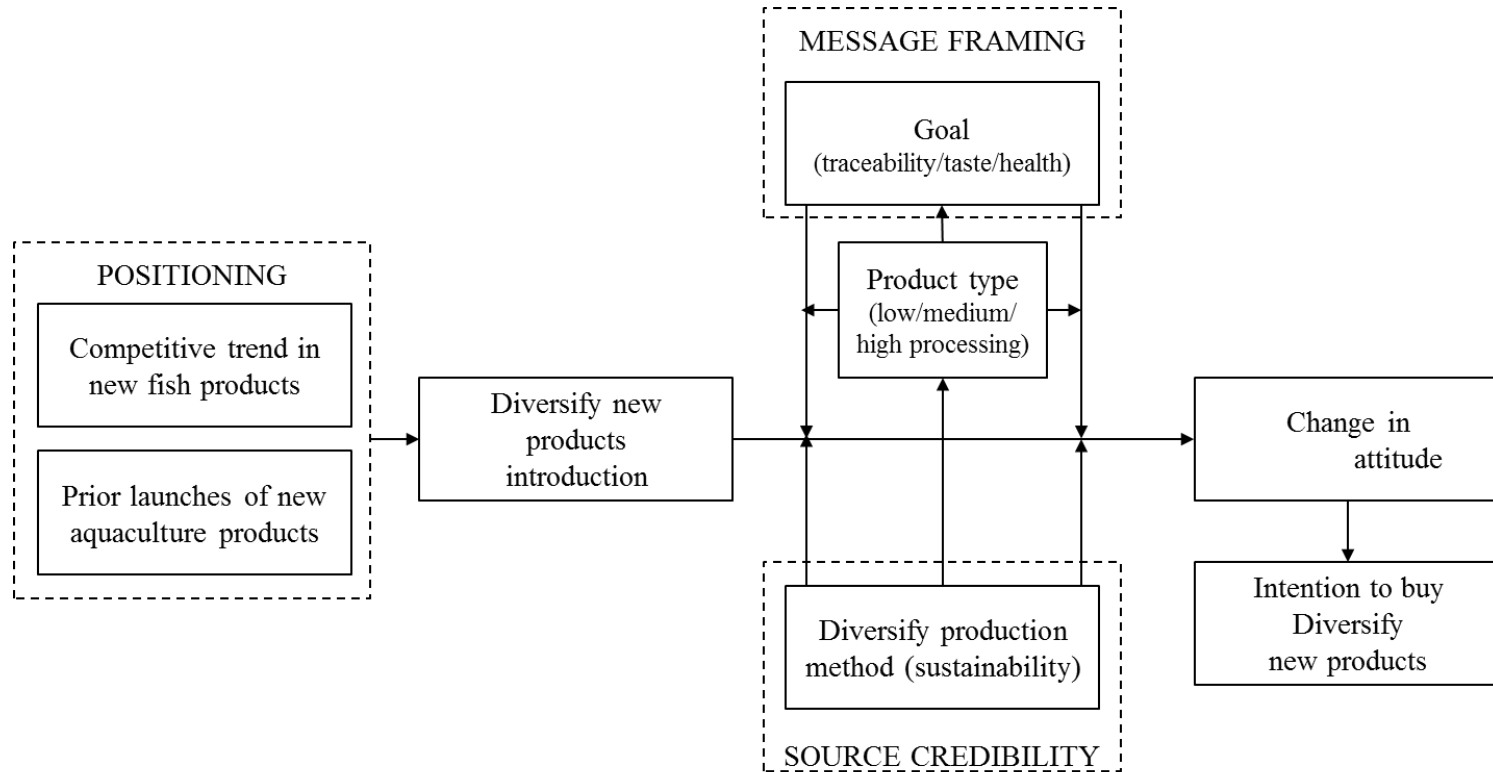 POSITIONING
Competitive trend in
new fish products
Prior launches of new
aquaculture products
Diversify new
products
introduction
MESSAGE FRAMING
Goal
(traceability/taste/health)
Product type
(low/medium/
high processing)
Diversify production
method (sustainability)
SOURCE CREDIBILITY
Change in
attitude
Intention to buy
Diversify
new products